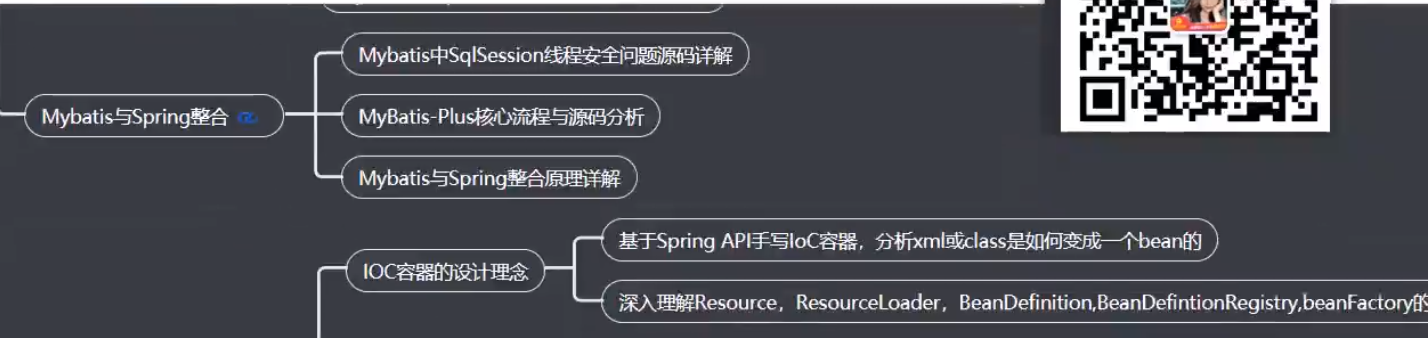 Mybatis中SqlSession线程安全问题源码详解
Mybatis与Spring整合
MyBatis-Plus核心流程与源码分析
Mybatis与Spring整合原理详解
基于Spring API手写IoC容器，分析xml或class是如何变成一个bean的
IOC容器的设计理念
深入理解Resource，ResourceLoader，BeanDefinition,BeanDefintionRegistry,beanFactory的